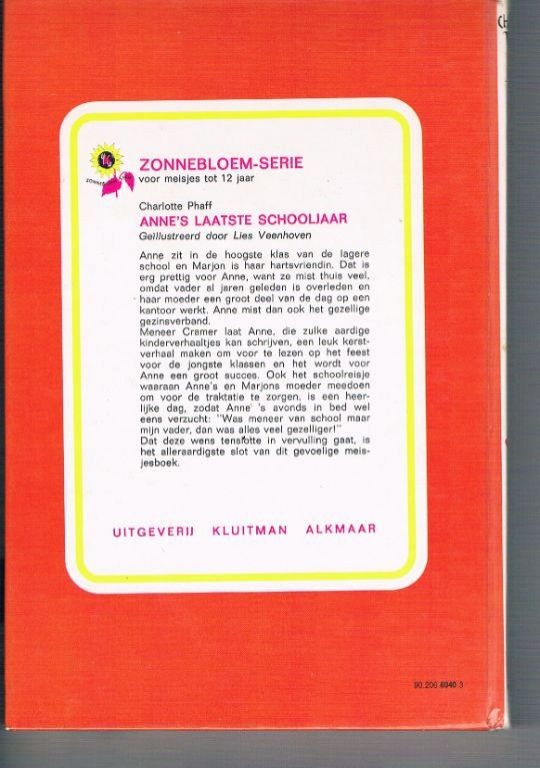 ZONNEBLOEM-SERIE
voor meisjes tot 12 jaar
Charlotte Phaff
ANNE'S LAATSTE SCHOOLJAAR
Geïllustreerd door Lies Veenhoven
Anne zit in de hoogste klas van de lagere
school en Marjon is haar hartsvriendin. Dat is
erg prettig voor Anne, want ze mist thuis veel,
omdat vader al jaren geleden is overleden en
haar moeder een groot deel van de dag op een
kantoor werkt. Anne mist dan ook het gezellige
gezinsverband.
Meneer Cramer laat Anne, die zulke aardige
kinderverhaaltjes kan schrijven, een leuk kerst-
verhaal maken om voor te lezen op het feest
voor de jongste klassen en het wordt voor
Anne een groot succes. Ook het schoolreisje
waaraan Anne's en Marjons moeder meedoen
om voor de traktatie te zorgen, is een heer-
lijke dag, zodat Anne 's avonds in bed wel
eens verzucht: "Was meneer van school maar
mijn vader, dan was alles veel gezelliger!"
Dat deze wens tenslotte in vervulling gaat, is
het alleraardigste slot van dit gevoelige meis-
jesboek.
UITGEVERIJ KLUITMAN ALKMAAR
90.206 6040 3